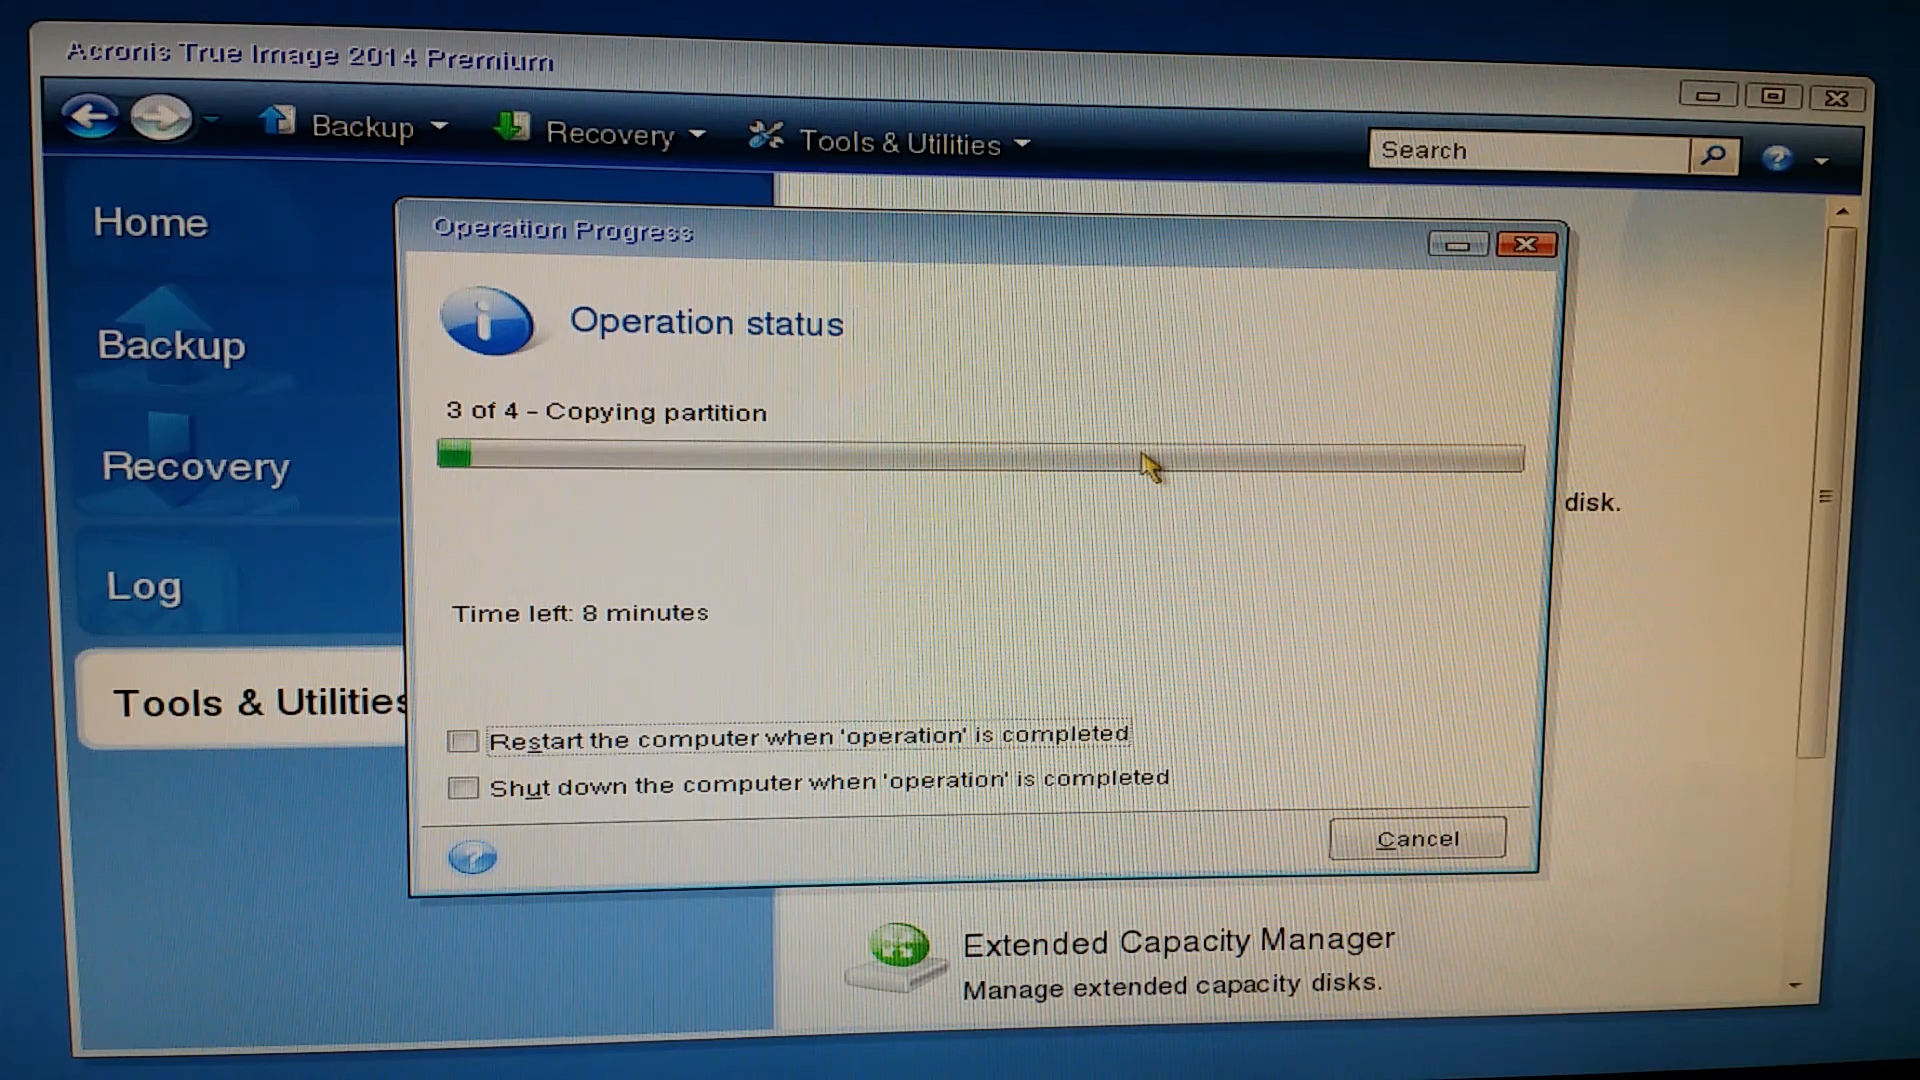 Acronis True Image 2014 Premium
Backup
Recovery
Tools & Utilities
Search
Home
Backup
Recovery
Log
Tools & Utilities
Operation Progress
Operation status
3 of 4 - Copying partition
Time left: 8 minutes
Restart the computer when 'operation' is completed
Shut down the computer when 'operation' is completed
Cancel
disk.
Extended Capacity Manager
Manage extended capacity disks.